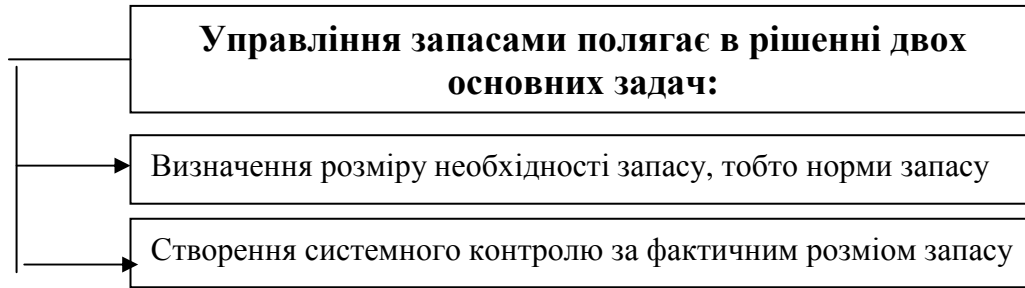 Управління запасами полягає в рішенні двох
основних задач:
Визначення розміру необхідності запасу, тобто норми запасу
Створення системного контролю за фактичним розміом запасу